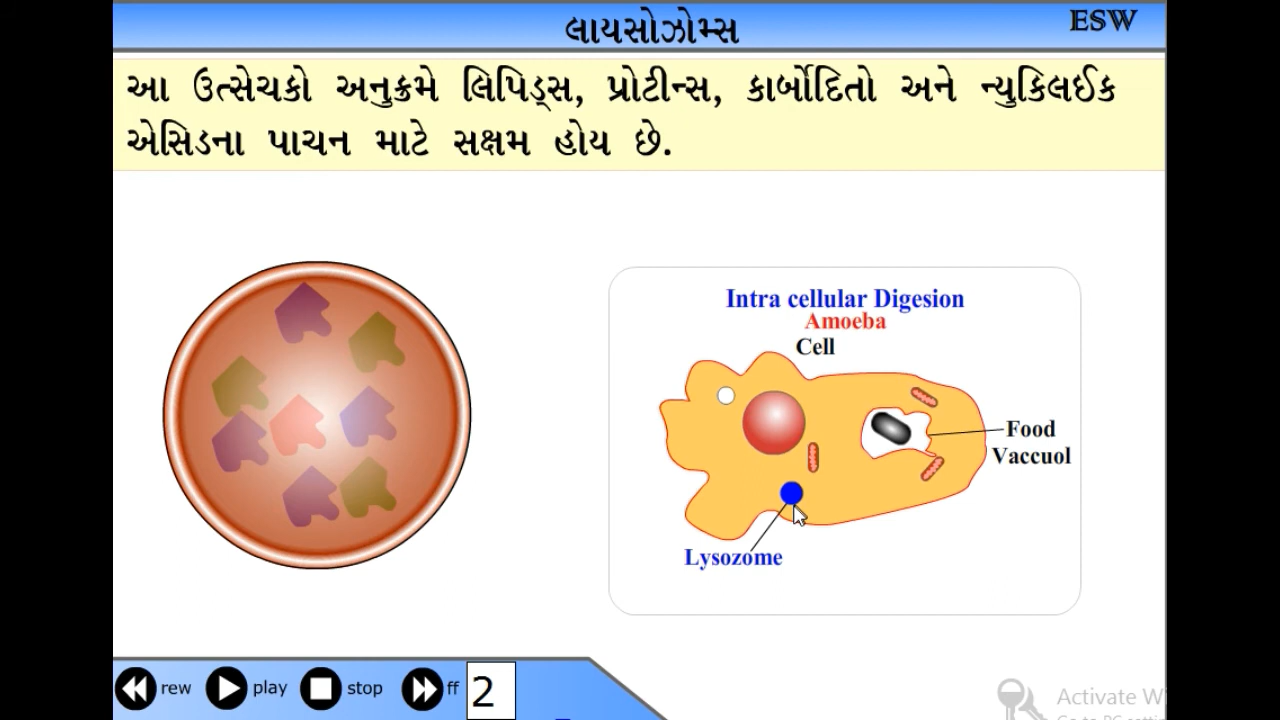 લાયસોઝોમ્સ
ESW
આ ઉત્સેચકો અનુક્રમે લિપિડ્સ, પ્રોટીન્સ, કાર્બોદિતો અને ન્યુકિલઈક
એસિડના પાચન માટે સક્ષમ હોય છે.
Intra cellular Digesion
Amoeba
Cell
Food
Vaccuol
Lysozome
rew play stop ff 2
Activate W